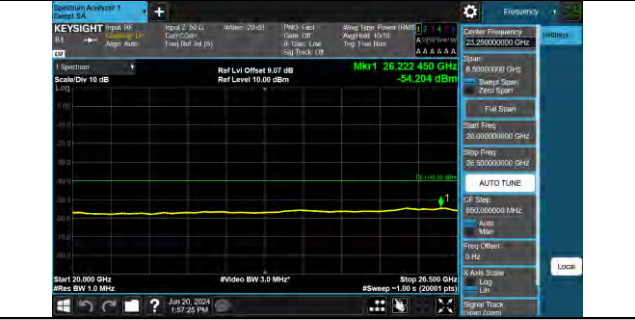 Spectrum Analyzer 1
Swept SA
+
Frequency
KEYSIGHT Input: RF
Input Z: 50 Ω
#Atten: 20 dB
PNO: Fast
#Avg Type: Power (RMS)
Align: Auto
Freq Ref: Int (S)
Gate: Off
IF Gain: Low
Sig Track: Off
Avg|Hold: 10/10
Trig: Free Run
A A A A A A
Center Frequency
23.250000000 GHz
Settings
Span
6.50000000 GHz
Swept Span
Zero Span
Full Span
Start Freq
20.000000000 GHz
Stop Freq
26.500000000 GHz
AUTO TUNE
CF Step
650.000000 MHz
Auto
Man
Freq Offset
0 Hz
X Axis Scale
Log
Lin
Signal Track
(Span Zoom)
Local
1 Spectrum
Scale/Div 10 dB
Log
Ref Lvl Offset 9.07 dB
Ref Level 10.00 dBm
Mkr1 26.222 450 GHz
-54.204 dBm
1
Start 20.000 GHz
#Res BW 1.0 MHz
#Video BW 3.0 MHz*
Stop 26.500 GHz
#Sweep ~1.00 s (20001 pts)
?
Jun 20, 2024
1:57:25 PM